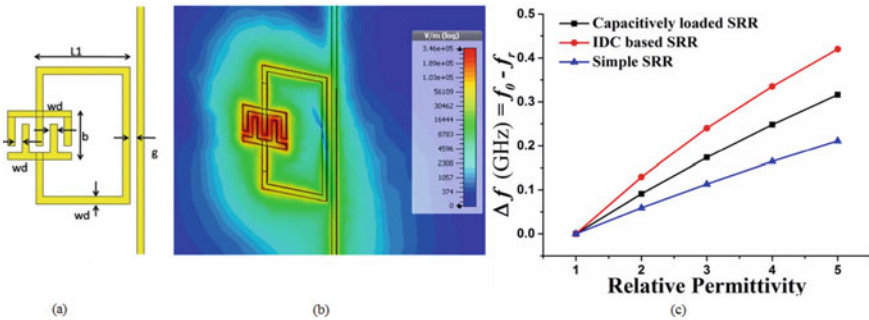 L1
wd
b
g
wd
wd
(a)
V/m (log)
3.46e+05
1.89e+05
1.03e+05
56109
30462
16444
8783
4596
2307
1057
374
0
(b)
Δf (GHz) = f0 - fr
0.5
0.4
0.3
0.2
0.1
0.0
Capacitively loaded SRR
IDC based SRR
Simple SRR
1 2 3 4 5
Relative Permittivity
(c)